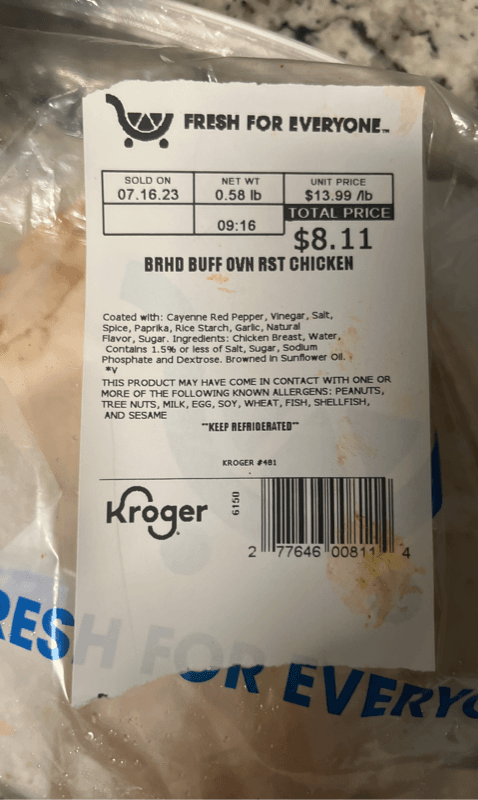 FRESH FOR EVERYONE™
SOLD ON
07.16.23
NET WT
0.58 lb
UNIT PRICE
$13.99 /lb
09:16
TOTAL PRICE
$8.11
BRHD BUFF OVN RST CHICKEN
Coated with: Cayenne Red Pepper, Vinegar, Salt,
Spice, Paprika, Rice Starch, Garlic, Natural
Flavor, Sugar. Ingredients: Chicken Breast, Water,
Contains 1.5% or less of Salt, Sugar, Sodium
Phosphate and Dextrose. Browned in Sunflower Oil.
*V
THIS PRODUCT MAY HAVE COME IN CONTACT WITH ONE OR
MORE OF THE FOLLOWING KNOWN ALLERGENS: PEANUTS,
TREE NUTS, MILK, EGG, SOY, WHEAT, FISH, SHELLFISH,
AND SESAME
**KEEP REFRIGERATED**
KROGER #481
Kroger
6150
2 77646 00811 4
RESH FOR EVERYO